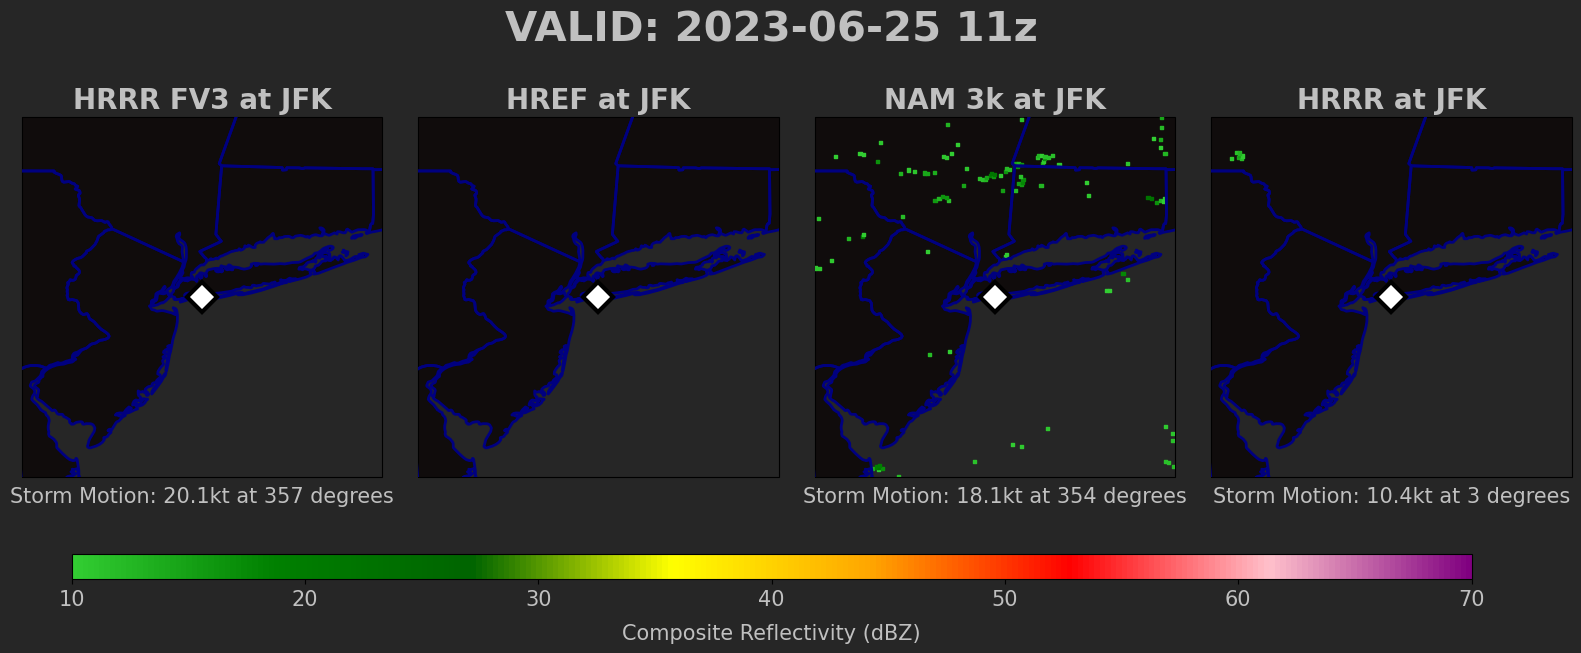 VALID: 2023-06-25 11z
HRRR FV3 at JFK
HREF at JFK
NAM 3k at JFK
HRRR at JFK
Storm Motion: 20.1kt at 357 degrees
Storm Motion: 18.1kt at 354 degrees
Storm Motion: 10.4kt at 3 degrees
10 20 30 40 50 60 70
Composite Reflectivity (dBZ)